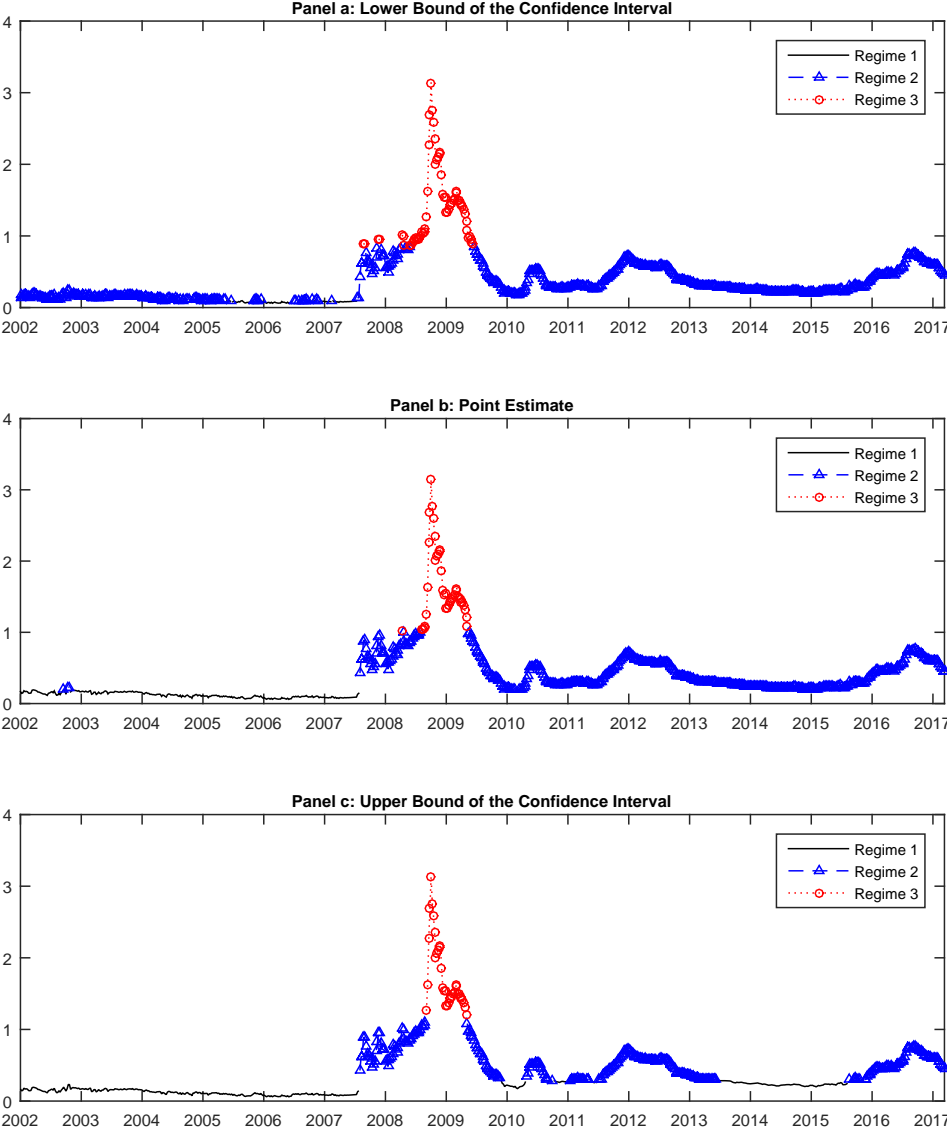 Panel a: Lower Bound of the Confidence Interval
4
3
2
1
0
Regime 1
Regime 2
Regime 3
2002 2003 2004 2005 2006 2007 2008 2009 2010 2011 2012 2013 2014 2015 2016 2017
Panel b: Point Estimate
4
3
2
1
0
Regime 1
Regime 2
Regime 3
2002 2003 2004 2005 2006 2007 2008 2009 2010 2011 2012 2013 2014 2015 2016 2017
Panel c: Upper Bound of the Confidence Interval
4
3
2
1
0
Regime 1
Regime 2
Regime 3
2002 2003 2004 2005 2006 2007 2008 2009 2010 2011 2012 2013 2014 2015 2016 2017